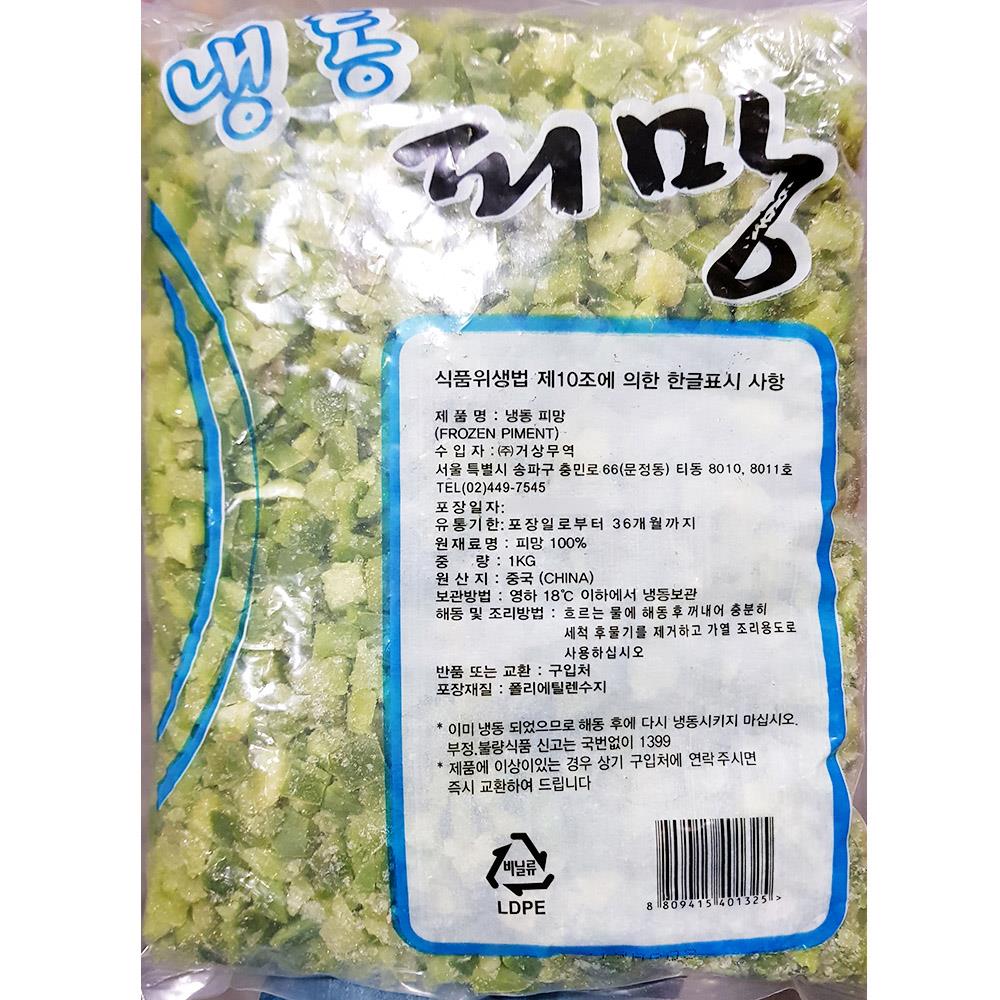 냉동
피망
식품위생법 제10조에 의한 한글표시 사항
제 품 명 : 냉동 피망
(FROZEN PIMENT)
수 입 자 : ㈜거상무역
서울 특별시 송파구 충민로 66(문정동) 티동 8010, 8011호
TEL(02)449-7545
포장일자:
유통기한: 포장일로부터 36개월까지
원재료명 : 피망 100%
중 량 : 1KG
원 산 지 : 중국 (CHINA)
보관방법 : 영하 18℃ 이하에서 냉동보관
해동 및 조리방법 : 흐르는 물에 해동 후 꺼내어 충분히
세척 후물기를 제거하고 가열 조리용도로
사용하십시오
반품 또는 교환 : 구입처
포장재질 : 폴리에틸렌수지
* 이미 냉동 되었으므로 해동 후에 다시 냉동시키지 마십시오.
부정,불량식품 신고는 국번없이 1399
* 제품에 이상이있는 경우 상기 구입처에 연락 주시면
즉시 교환하여 드립니다
비닐류
LDPE
8 809415 401325 >